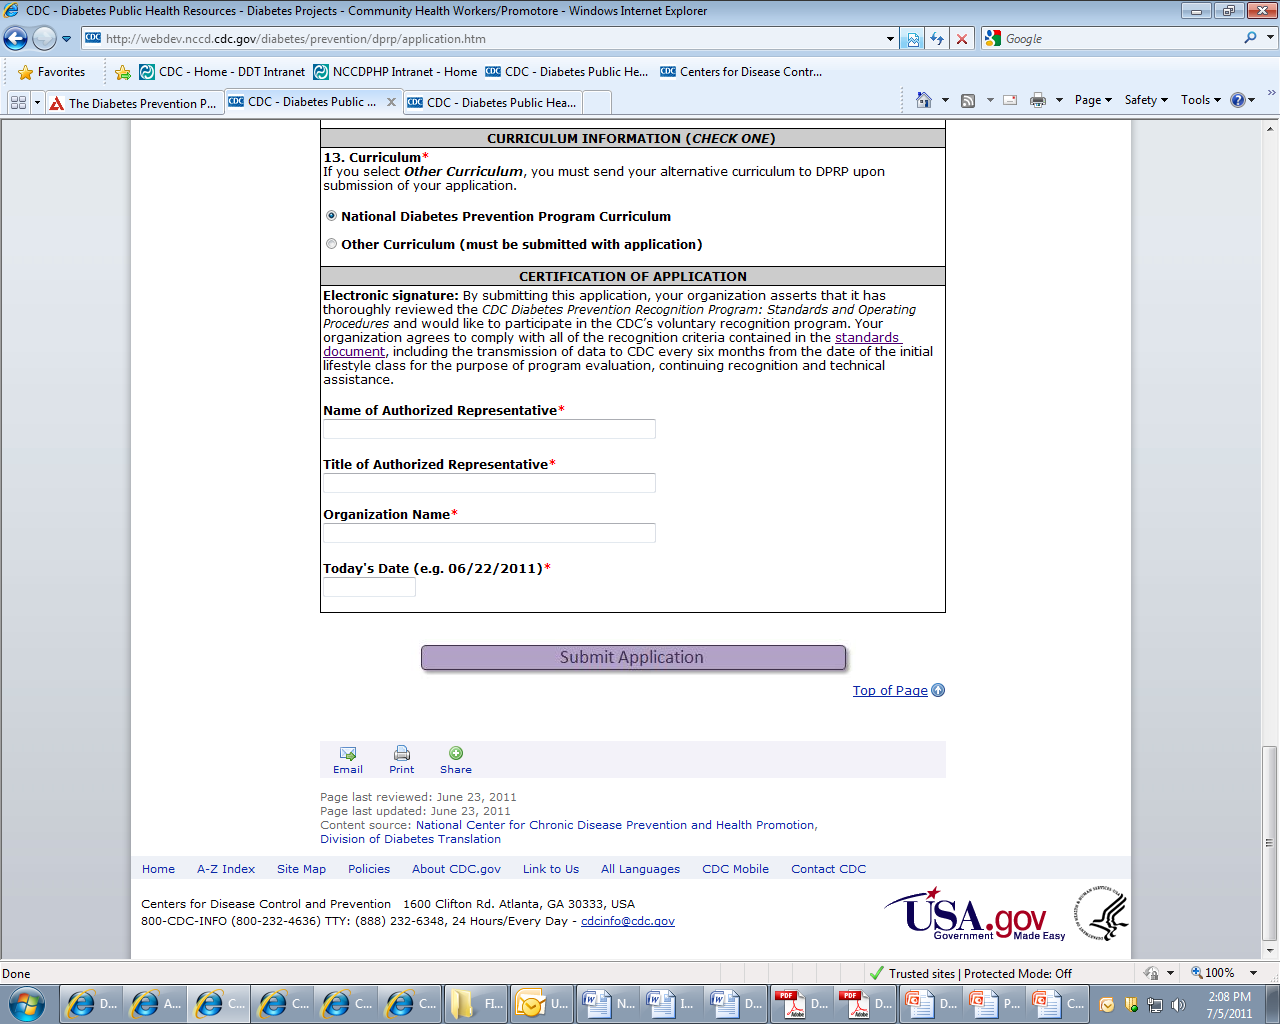 CDC - Diabetes Public Health Resources - Diabetes Projects - Community Health Workers/Promotore - Windows Internet Explorer
http://webdev.nccd.cdc.gov/diabetes/prevention/dprp/application.htm
Google
Favorites
CDC - Home - DDT Intranet
NCCDPHP Intranet - Home
CDC - Diabetes Public He...
Centers for Disease Contr...
The Diabetes Prevention P...
CDC - Diabetes Public ...
CDC - Diabetes Public Hea...
Page
Safety
Tools
CURRICULUM INFORMATION (CHECK ONE)
13. Curriculum*
If you select Other Curriculum, you must send your alternative curriculum to DPRP upon
submission of your application.
National Diabetes Prevention Program Curriculum
Other Curriculum (must be submitted with application)
CERTIFICATION OF APPLICATION
Electronic signature: By submitting this application, your organization asserts that it has
thoroughly reviewed the CDC Diabetes Prevention Recognition Program: Standards and Operating
Procedures and would like to participate in the CDC's voluntary recognition program. Your
organization agrees to comply with all of the recognition criteria contained in the standards
document, including the transmission of data to CDC every six months from the date of the initial
lifestyle class for the purpose of program evaluation, continuing recognition and technical
assistance.
Name of Authorized Representative*
Title of Authorized Representative*
Organization Name*
Today's Date (e.g. 06/22/2011)*
Submit Application
Top of Page
Email
Print
Share
Page last reviewed: June 23, 2011
Page last updated: June 23, 2011
Content source: National Center for Chronic Disease Prevention and Health Promotion,
Division of Diabetes Translation
Home
A-Z Index
Site Map
Policies
About CDC.gov
Link to Us
All Languages
CDC Mobile
Contact CDC
Centers for Disease Control and Prevention 1600 Clifton Rd. Atlanta, GA 30333, USA
800-CDC-INFO (800-232-4636) TTY: (888) 232-6348, 24 Hours/Every Day - cdcinfo@cdc.gov
USA.gov
Government Made Easy
Done
Trusted sites | Protected Mode: Off
100%
D... A... C... C... C... C... FI... U... N... I... D... D... D... D... P... C...
2:08 PM
7/5/2011